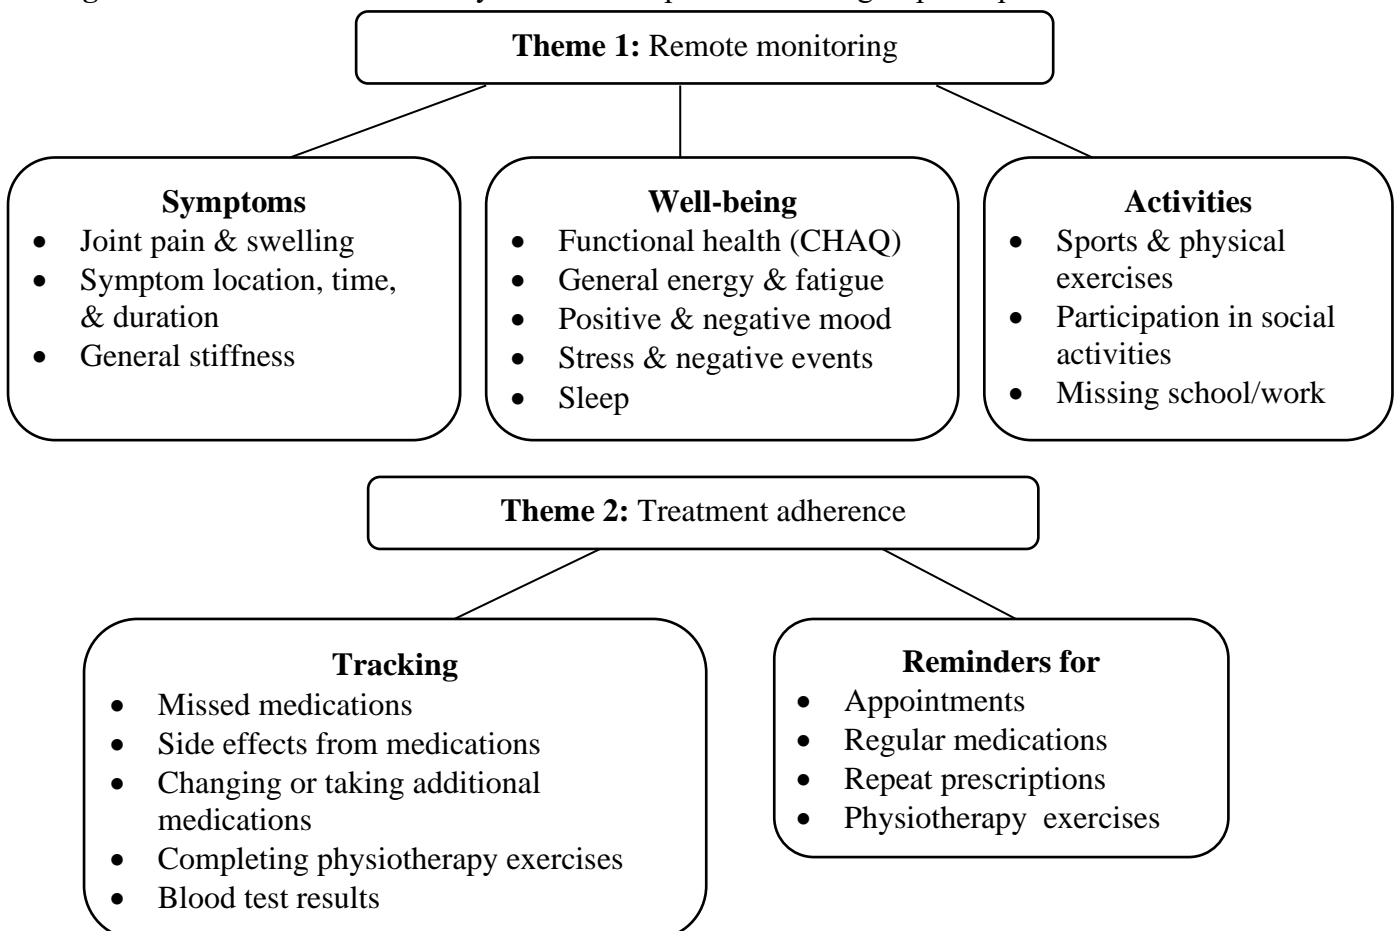 Theme 1: Remote monitoring
Symptoms
• Joint pain & swelling
• Symptom location, time,
& duration
• General stiffness
Well-being
• Functional health (CHAQ)
• General energy & fatigue
• Positive & negative mood
• Stress & negative events
• Sleep
Activities
• Sports & physical
exercises
• Participation in social
activities
• Missing school/work
Theme 2: Treatment adherence
Tracking
• Missed medications
• Side effects from medications
• Changing or taking additional
medications
• Completing physiotherapy exercises
• Blood test results
Reminders for
• Appointments
• Regular medications
• Repeat prescriptions
• Physiotherapy exercises